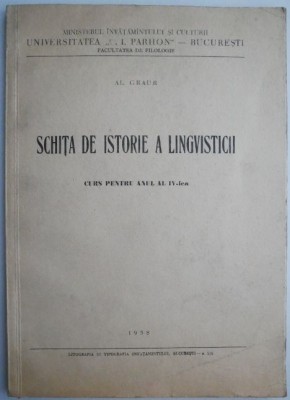 MINISTERUL ÎNVĂȚĂMÎNTULUI ȘI CULTURII
UNIVERSITATEA „C. I. PARHON" — BUCUREȘTI
FACULTATEA DE FILOLOGIE
AL. GRAUR
SCHIȚA DE ISTORIE A LINGVISTICII
CURS PENTRU ANUL AL IV-lea
LITOGRAFIA ȘI TIPOGRAFIA ÎNVĂȚĂMÎNTULUI, BUCUREȘTI